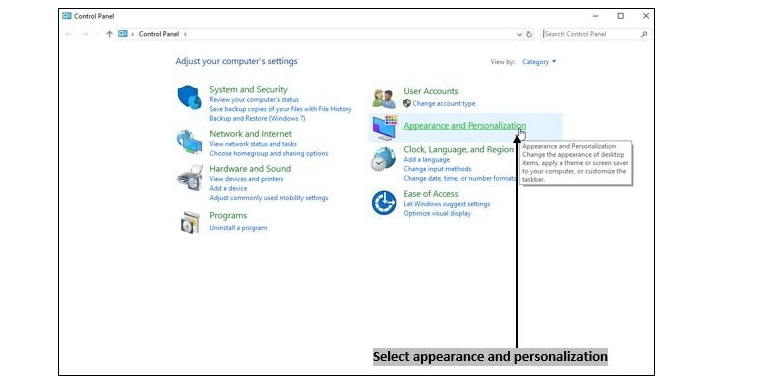 Control Panel
Control Panel
Search Control Panel
Adjust your computer's settings
View by: Category
System and Security
Review your computer's status
Save backup copies of your files with File History
Backup and Restore (Windows 7)
Network and Internet
View network status and tasks
Choose homegroup and sharing options
Hardware and Sound
View devices and printers
Add a device
Adjust commonly used mobility settings
Programs
Uninstall a program
User Accounts
Change account type
Appearance and Personalization
Clock, Language, and Region
Add a language
Change input methods
Change date, time, or number formats
Ease of Access
Let Windows suggest settings
Optimize visual display
Appearance and Personalization
Change the appearance of desktop
items, apply a theme or screen saver
to your computer, or customize the
taskbar.
Select appearance and personalization